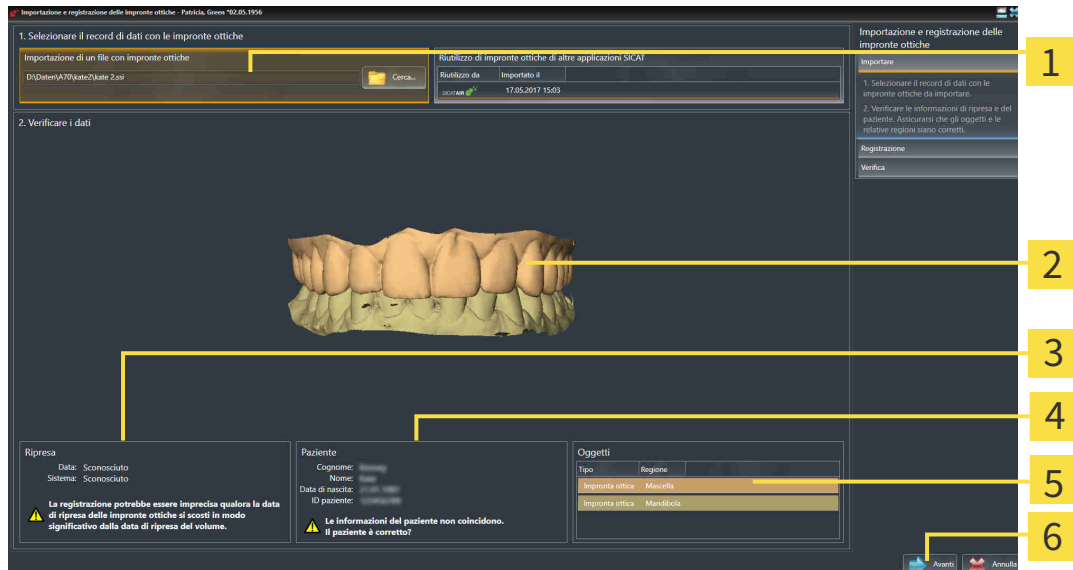 Importazione e registrazione delle impronte ottiche - Patricia, Green *02.05.1956
1. Selezionare il record di dati con le impronte ottiche
Importazione di un file con impronte ottiche
D:\Daten\A70\kate2\kate 2.ssi
Cerca...
Riutilizzo di impronte ottiche di altre applicazioni SICAT
Riutilizzo da Importato il
SICAT AIR 17.05.2017 15:03
Importazione e registrazione delle
impronte ottiche
Importare
1. Selezionare il record di dati con le
impronte ottiche da importare.
2. Verificare le informazioni di ripresa e del
paziente. Assicurarsi che gli oggetti e le
relative regioni siano corretti.
Registrazione
Verifica
2. Verificare i dati
Ripresa
Data: Sconosciuto
Sistema: Sconosciuto
La registrazione potrebbe essere imprecisa qualora la data
di ripresa delle impronte ottiche si scosti in modo
significativo dalla data di ripresa del volume.
Paziente
Cognome:
Nome:
Data di nascita:
ID paziente:
Le informazioni del paziente non coincidono.
Il paziente è corretto?
Oggetti
Tipo Regione
Impronta ottica Mascella
Impronta ottica Mandibola
Avanti
Annulla
1
2
3
4
5
6